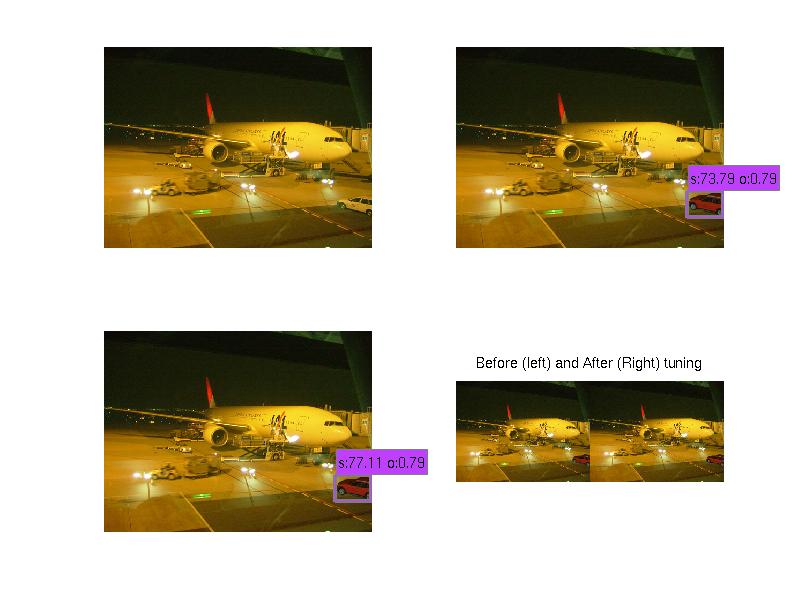 s:73.79 o:0.79
s:77.11 o:0.79
Before (left) and After (Right) tuning